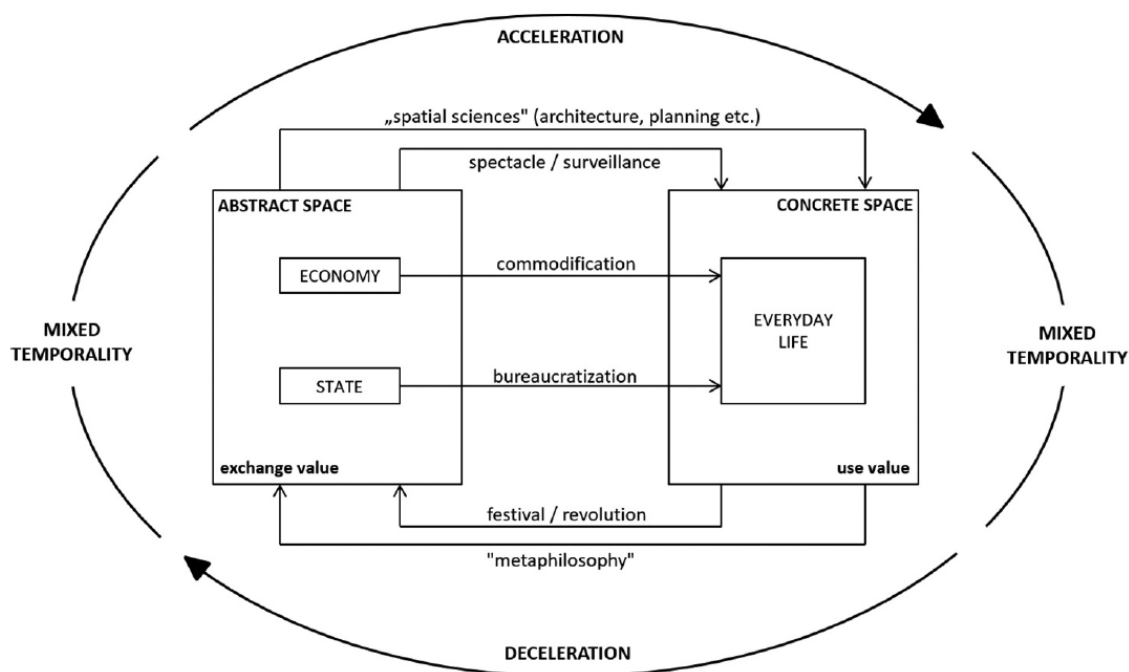 ACCELERATION
„spatial sciences" (architecture, planning etc.)
spectacle / surveillance
ABSTRACT SPACE
CONCRETE SPACE
ECONOMY
commodification
EVERYDAY
LIFE
MIXED
TEMPORALITY
MIXED
TEMPORALITY
STATE
bureaucratization
exchange value
use value
festival / revolution
"metaphilosophy"
DECELERATION